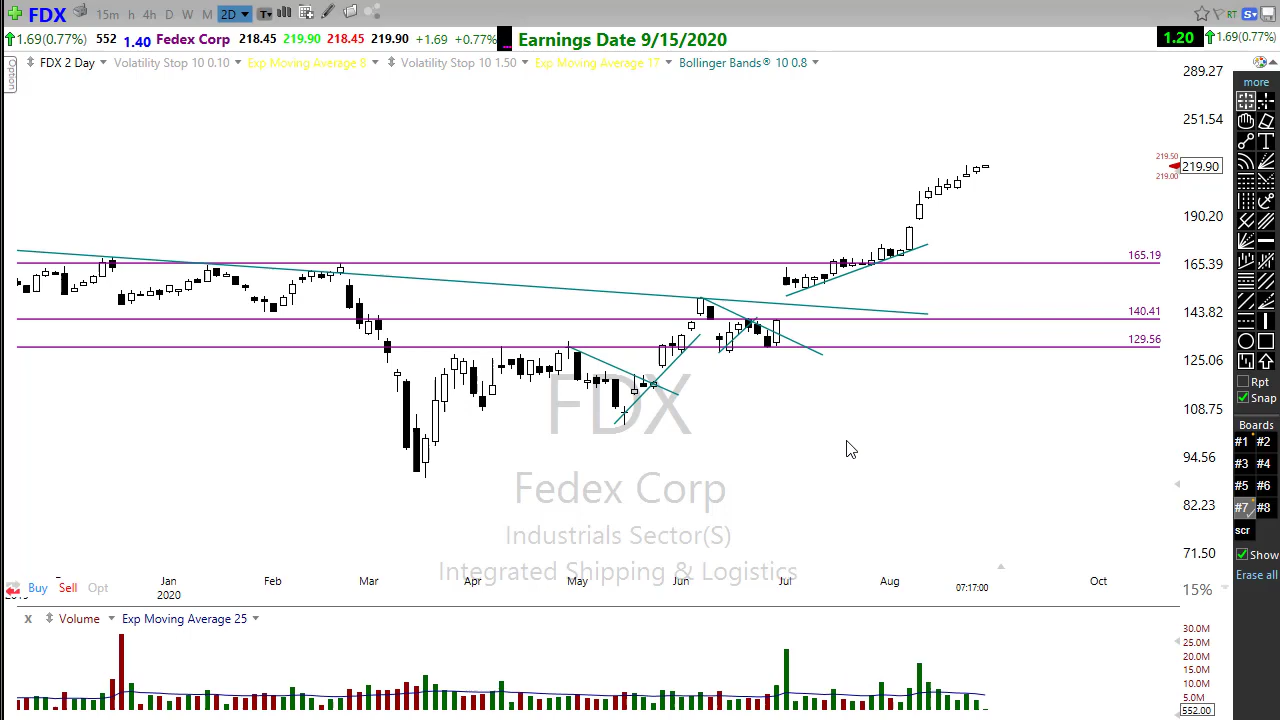 FDX 15m h 4h D W M 2D T
1.69(0.77%) 552 1.40 Fedex Corp 218.45 219.90 218.45 219.90 +1.69 +0.77% Earnings Date 9/15/2020 1.20 1.69(0.77%)
RT S
Option
FDX 2 Day Volatility Stop 10 0.10 Exp Moving Average 8 Volatility Stop 10 1.50 Exp Moving Average 17 Bollinger Bands® 10 0.8
289.27
251.54
219.50
219.90
219.00
190.20
165.19
165.39
140.41
143.82
129.56
125.06
108.75
94.56
82.23
71.50
15%
FDX
Fedex Corp
Industrials Sector(S)
Integrated Shipping & Logistics
Jan Feb Mar Apr May Jun Jul Aug Oct
2020
07:17:00
Buy Sell Opt
X Volume Exp Moving Average 25
30.0M
25.0M
20.0M
15.0M
10.0M
5.0M
552.00
more
T
Rpt
Snap
Boards
#1 #2
#3 #4
#5 #6
#7 #8
scr
Show
Erase all